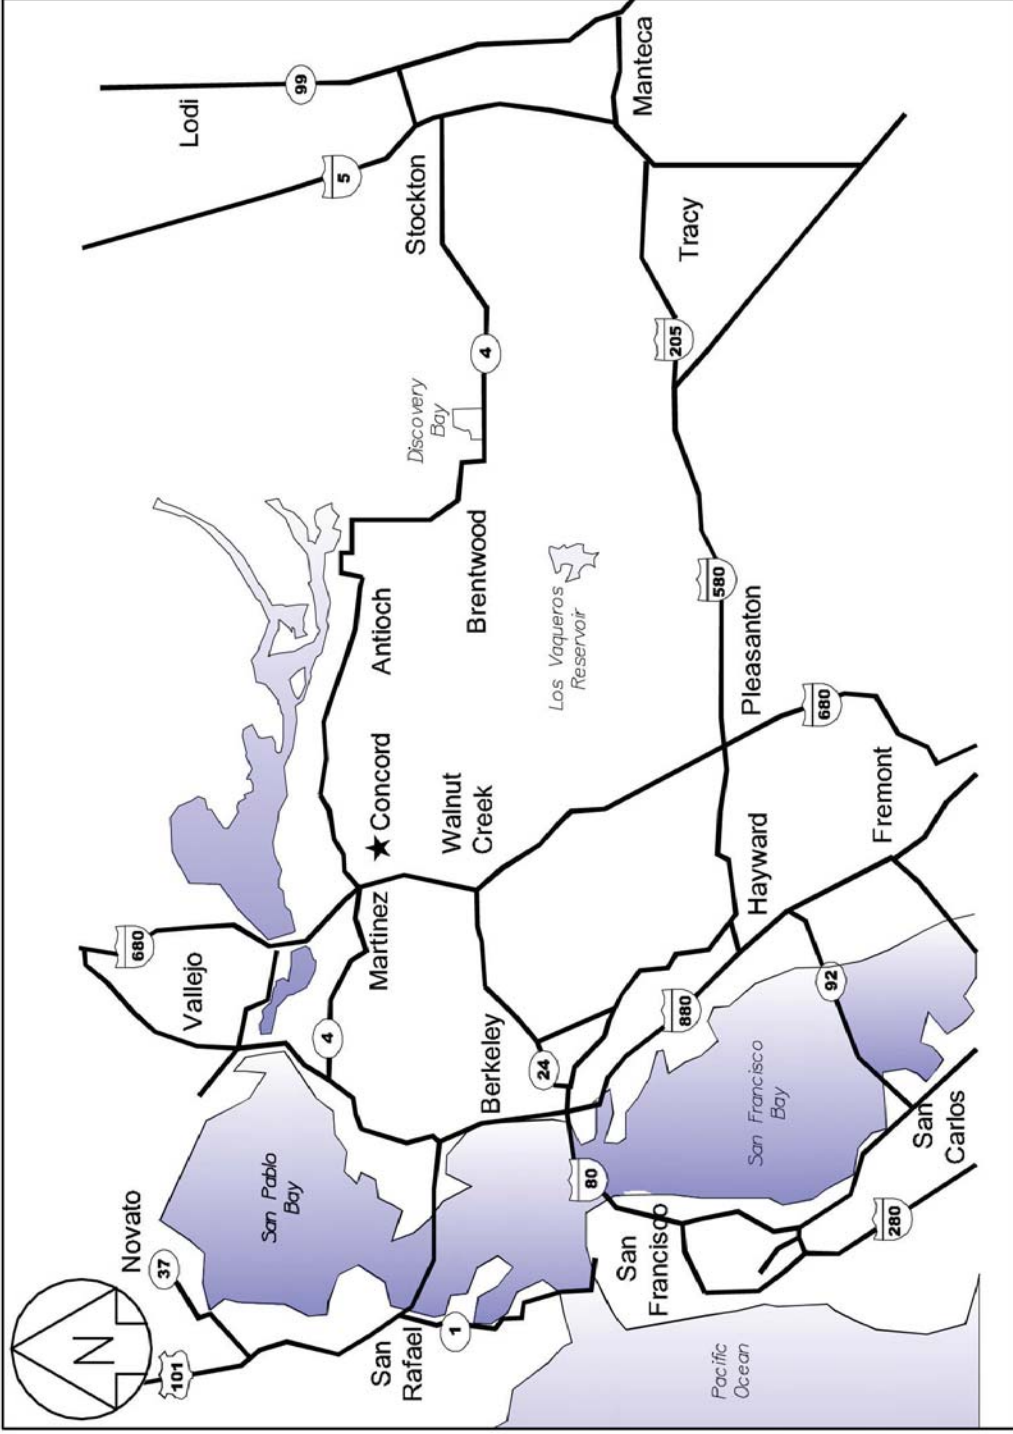 N
Novato
680
37
101
Vallejo
Lodi
San Pablo
Bay
99
4
5
San
Rafael
Martinez
Concord
Antioch
Discovery
Bay
Stockton
Walnut
Creek
1
Brentwood
4
Berkeley
24
Los Vaqueros
Reservoir
80
San
Francisco
Manteca
205
880
Tracy
580
Pacific
Ocean
San Francisco
Bay
Pleasanton
Hayward
680
92
Fremont
280
San
Carlos